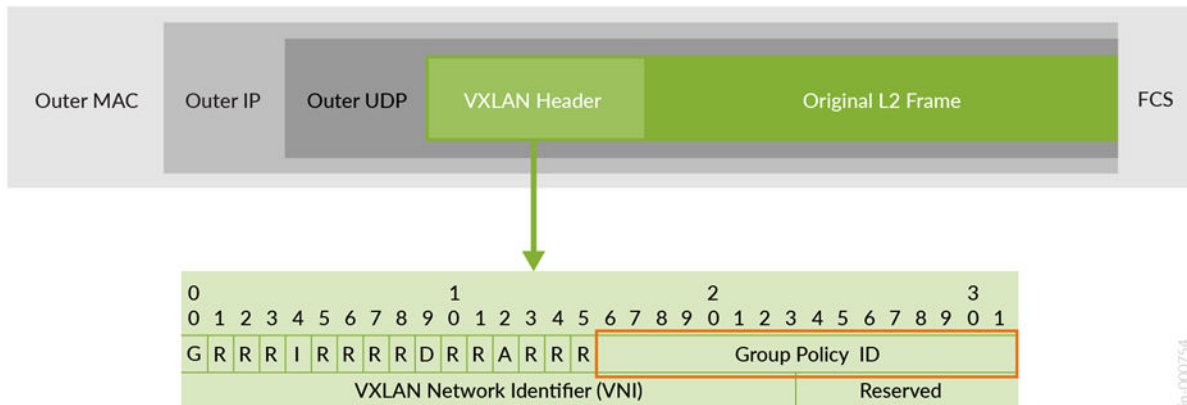 Outer MAC Outer IP Outer UDP VXLAN Header Original L2 Frame FCS
0 1 2 3
0 1 2 3 4 5 6 7 8 9 0 1 2 3 4 5 6 7 8 9 0 1 2 3 4 5 6 7 8 9 0 1
G R R R I R R R R D R R A R R R Group Policy ID
VXLAN Network Identifier (VNI) Reserved
jn-000754